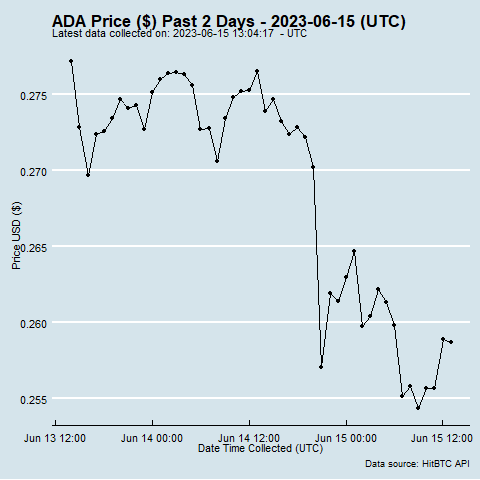 ADA Price ($) Past 2 Days - 2023-06-15 (UTC)
Latest data collected on: 2023-06-15 13:04:17 - UTC
0.275
0.270
0.265
0.260
0.255
Price USD ($)
Jun 13 12:00
Jun 14 00:00
Jun 14 12:00
Jun 15 00:00
Jun 15 12:00
Date Time Collected (UTC)
Data source: HitBTC API